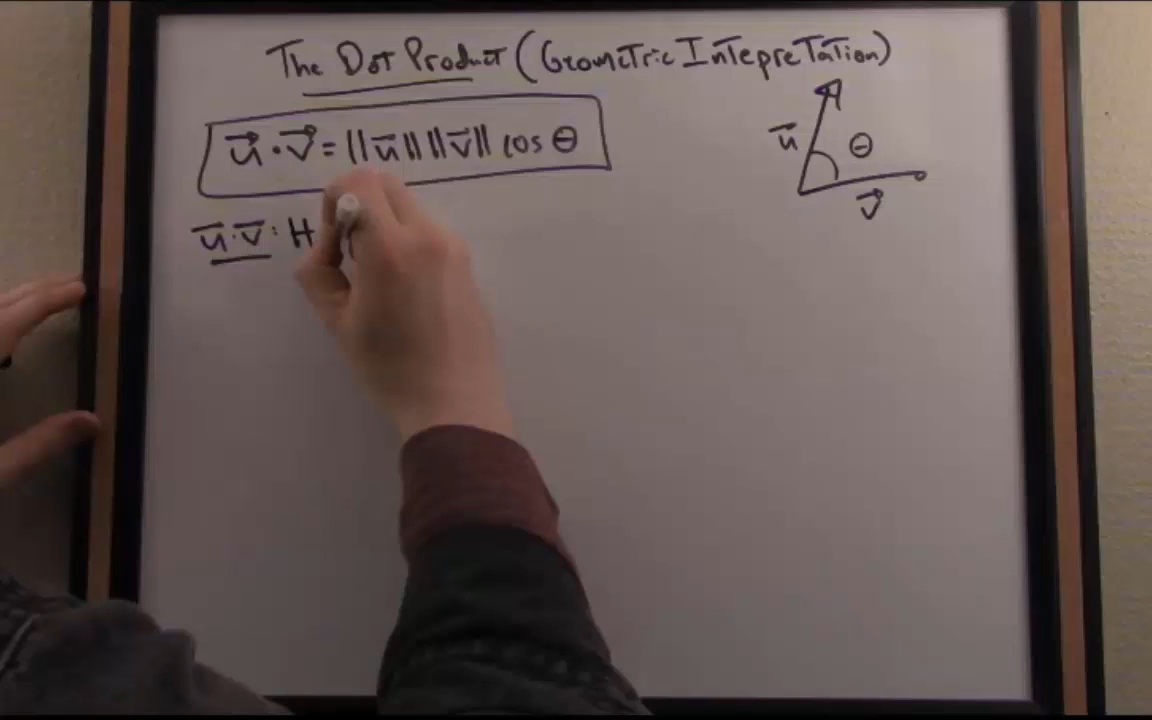 The Dot Product (Geometric Intepretation)
u⃗ · v⃗ = ||u⃗|| ||v⃗|| cos θ
u⃗
θ
v⃗
u⃗ · v⃗ : H